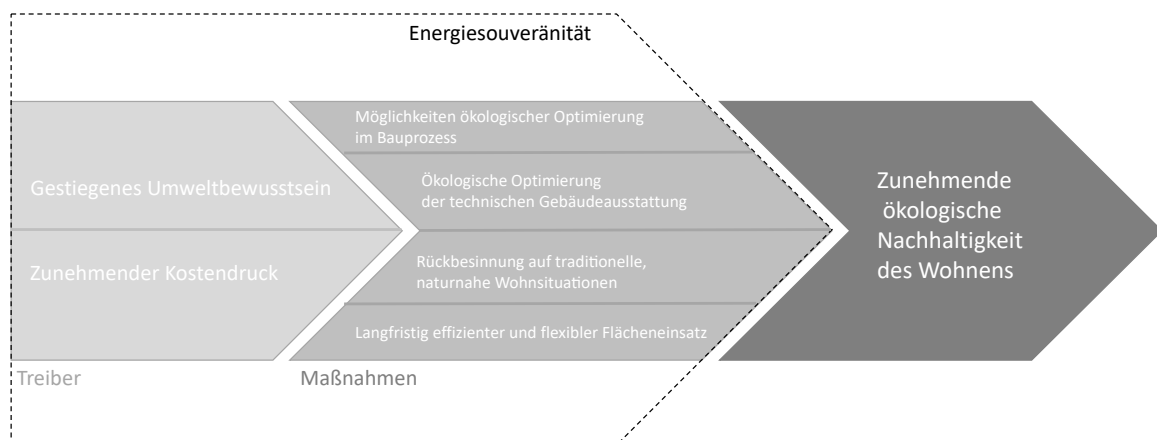 Energiesouveränität
Gestiegenes Umweltbewusstsein
Zunehmender Kostendruck
Treiber
Möglichkeiten ökologischer Optimierung
im Bauprozess
Ökologische Optimierung
der technischen Gebäudeausstattung
Rückbesinnung auf traditionelle,
naturnahe Wohnsituationen
Langfristig effizienter und flexibler Flächeneinsatz
Maßnahmen
Zunehmende
ökologische
Nachhaltigkeit
des Wohnens